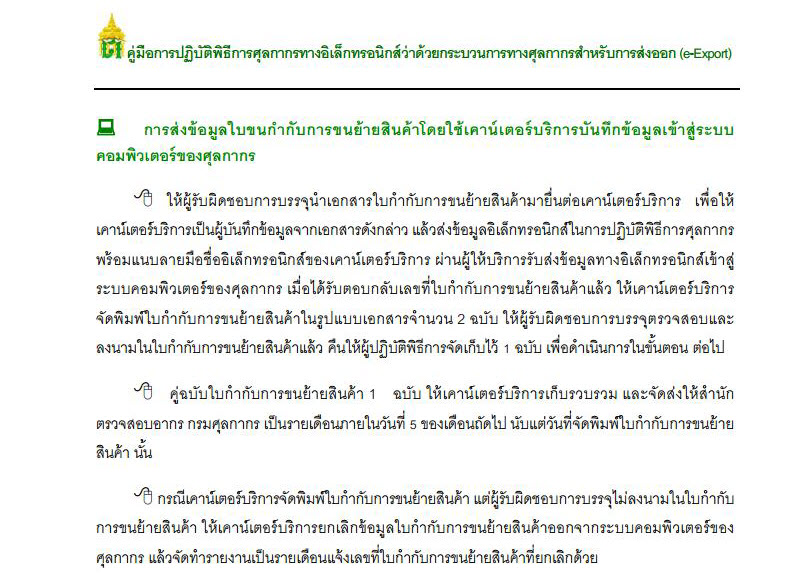 คู่มือการปฏิบัติพิธีการศุลกากรทางอิเล็กทรอนิกส์ว่าด้วยกระบวนการทางศุลกากรสำหรับการส่งออก (e-Export)
การส่งข้อมูลใบขนกำกับการขนย้ายสินค้าโดยใช้เคาน์เตอร์บริการบันทึกข้อมูลเข้าสู่ระบบ
คอมพิวเตอร์ของศุลกากร
ให้ผู้รับผิดชอบการบรรจุนำเอกสารใบกำกับการขนย้ายสินค้ามายื่นต่อเคาน์เตอร์บริการ เพื่อให้
เคาน์เตอร์บริการเป็นผู้บันทึกข้อมูลจากเอกสารดังกล่าว แล้วส่งข้อมูลอิเล็กทรอนิกส์ในการปฏิบัติพิธีการศุลกากร
พร้อมแนบลายมือชื่ออิเล็กทรอนิกส์ของเคาน์เตอร์บริการ ผ่านผู้ให้บริการรับส่งข้อมูลทางอิเล็กทรอนิกส์เข้าสู่
ระบบคอมพิวเตอร์ของศุลกากร เมื่อได้รับตอบกลับเลขที่ใบกำกับการขนย้ายสินค้าแล้ว ให้เคาน์เตอร์บริการ
จัดพิมพ์ใบกำกับการขนย้ายสินค้าในรูปแบบเอกสารจำนวน 2 ฉบับ ให้ผู้รับผิดชอบการบรรจุตรวจสอบและ
ลงนามในใบกำกับการขนย้ายสินค้าแล้ว คืนให้ผู้ปฏิบัติพิธีการจัดเก็บไว้ 1 ฉบับ เพื่อดำเนินการในขั้นตอน ต่อไป
คู่ฉบับใบกำกับการขนย้ายสินค้า 1 ฉบับ ให้เคาน์เตอร์บริการเก็บรวบรวม และจัดส่งให้สำนัก
ตรวจสอบอากร กรมศุลกากร เป็นรายเดือนภายในวันที่ 5 ของเดือนถัดไป นับแต่วันที่จัดพิมพ์ใบกำกับการขนย้าย
สินค้า นั้น
กรณีเคาน์เตอร์บริการจัดพิมพ์ใบกำกับการขนย้ายสินค้า แต่ผู้รับผิดชอบการบรรจุไม่ลงนามในใบกำกับ
การขนย้ายสินค้า ให้เคาน์เตอร์บริการยกเลิกข้อมูลใบกำกับการขนย้ายสินค้าออกจากระบบคอมพิวเตอร์ของ
ศุลกากร แล้วจัดทำรายงานเป็นรายเดือนแจ้งเลขที่ใบกำกับการขนย้ายสินค้าที่ยกเลิกด้วย